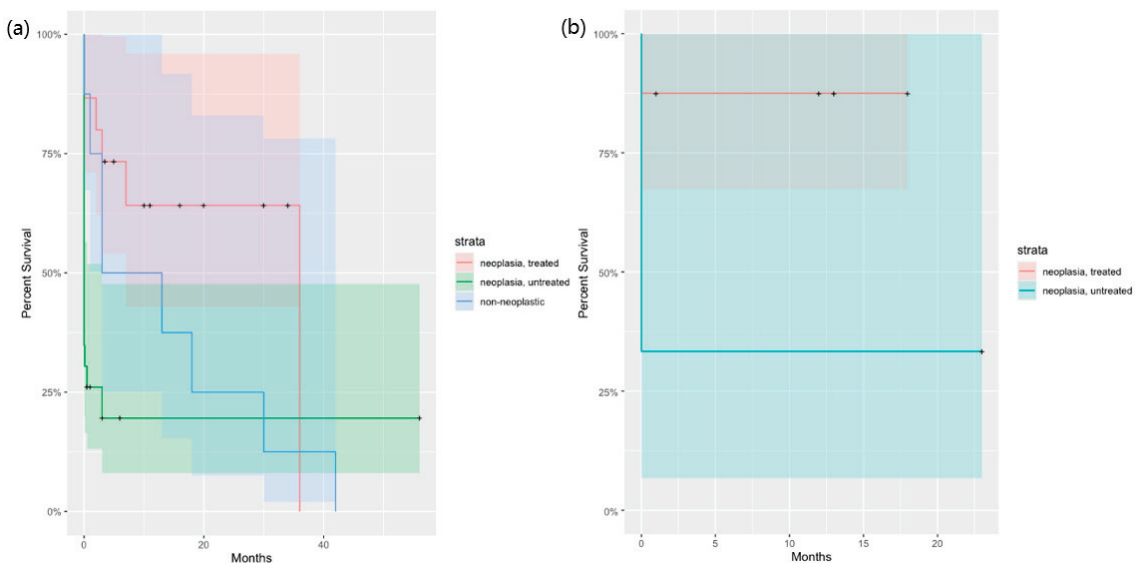 (a)
100%
75%
50%
25%
0%
Percent Survival
0
20
40
Months
strata
neoplasia, treated
neoplasia, untreated
non-neoplastic
(b)
100%
75%
50%
25%
0%
Percent Survival
0
5
10
15
20
Months
strata
neoplasia, treated
neoplasia, untreated